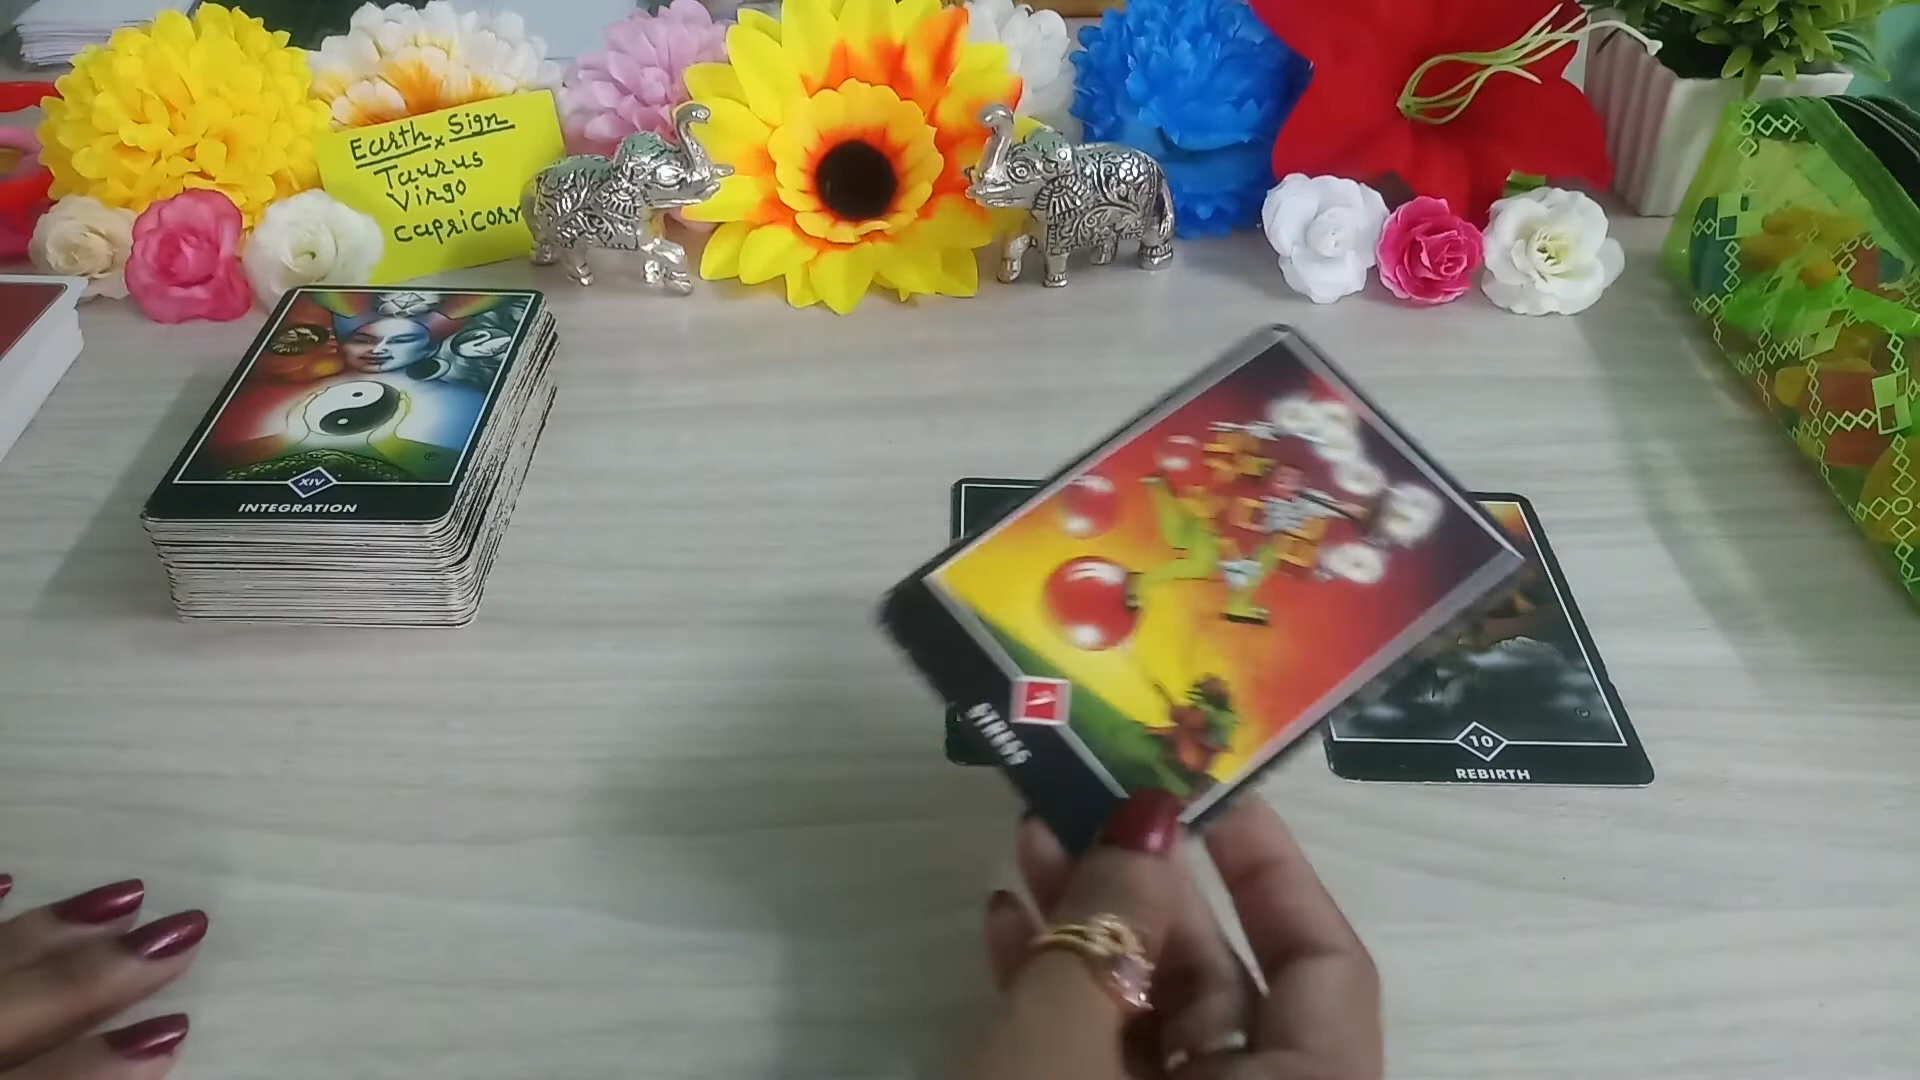 Earth Sign
Taurus
Virgo
Capricorn
XIV
INTEGRATION
STRESS
10
REBIRTH